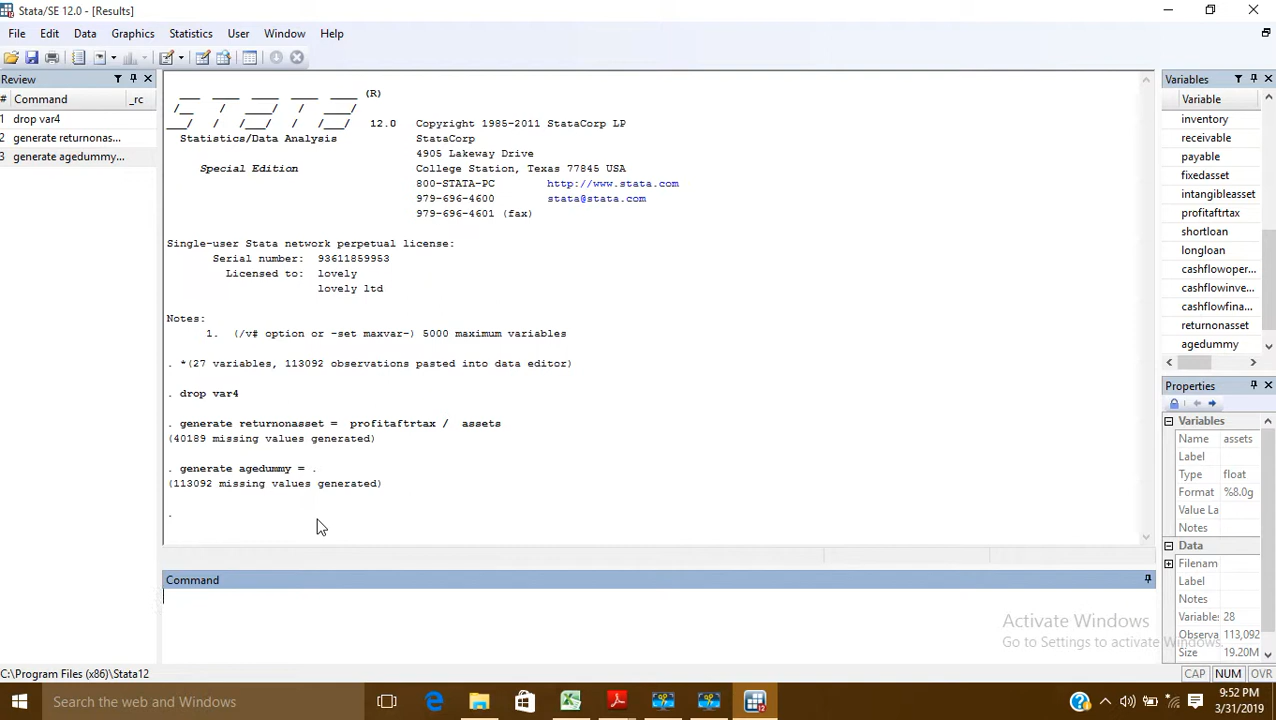 Stata/SE 12.0 - [Results]
File Edit Data Graphics Statistics User Window Help
Review
# Command _rc
1 drop var4
2 generate returnonas...
3 generate agedummy...
(R)
12.0 Copyright 1985-2011 StataCorp LP
Statistics/Data Analysis StataCorp
4905 Lakeway Drive
Special Edition College Station, Texas 77845 USA
800-STATA-PC http://www.stata.com
979-696-4600 stata@stata.com
979-696-4601 (fax)
Single-user Stata network perpetual license:
Serial number: 93611859953
Licensed to: lovely
lovely ltd
Notes:
1. (/v# option or -set maxvar-) 5000 maximum variables
. *(27 variables, 113092 observations pasted into data editor)
. drop var4
. generate returnonasset = profitaftrtax / assets
(40189 missing values generated)
. generate agedummy = .
(113092 missing values generated)
.
Command
Variables
Variable
inventory
receivable
payable
fixedasset
intangibleasset
profitaftrtax
shortloan
longloan
cashflowoper...
cashflowinve...
cashflowfina...
returnonasset
agedummy
Properties
Variables
Name assets
Label
Type float
Format %8.0g
Value La
Notes
Data
Filenam
Label
Notes
Variables 28
Observa 113,092
Size 19.20M
Activate Windows
Go to Settings to activate Windows.
C:\Program Files (x86)\Stata12
CAP NUM OVR
Search the web and Windows
9:52 PM
3/31/2019